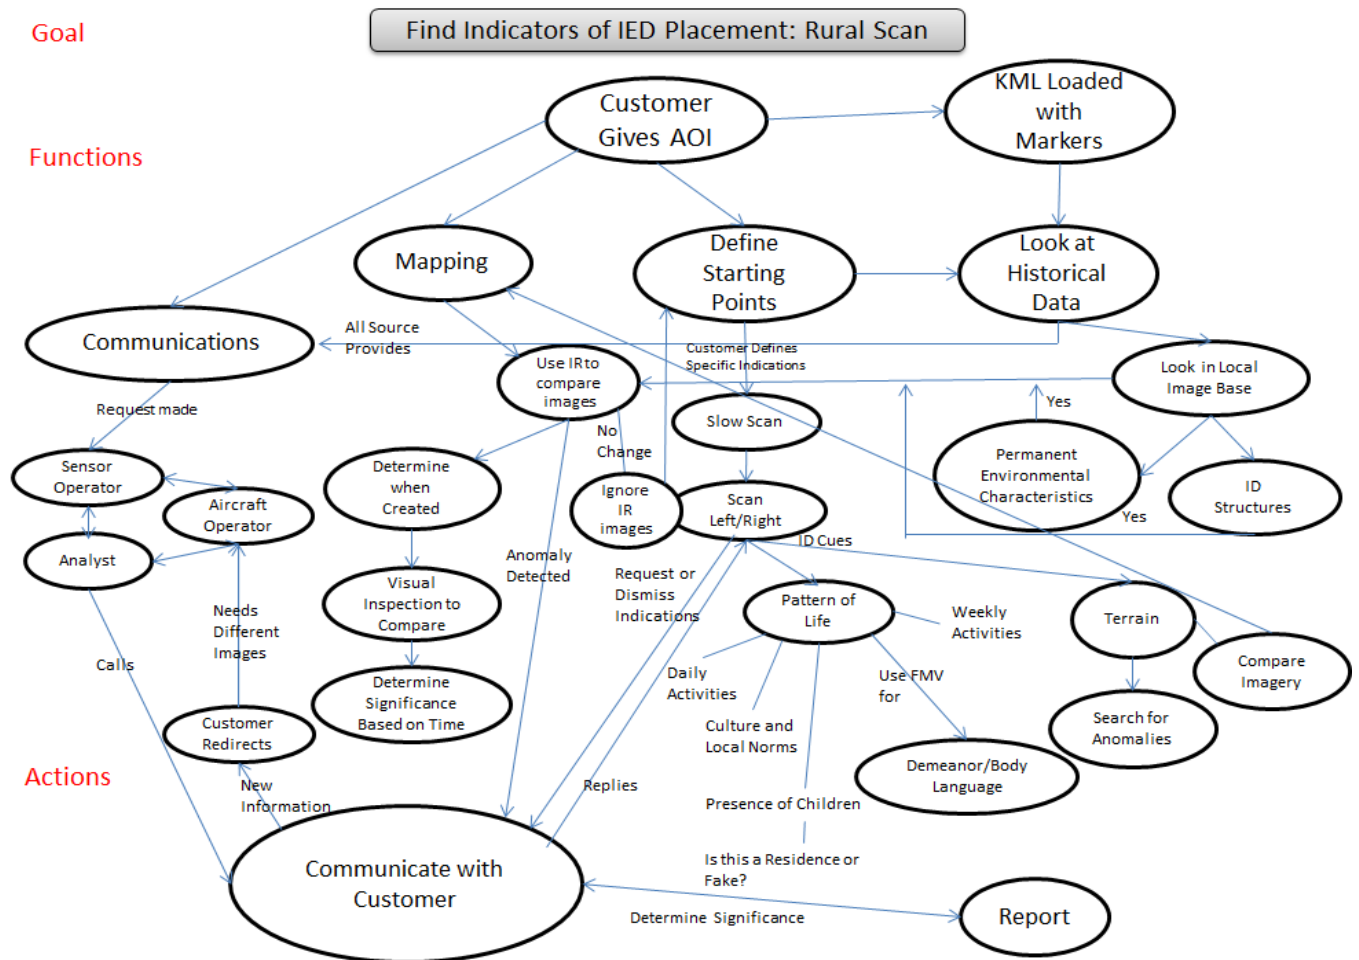 Goal
Find Indicators of IED Placement: Rural Scan
Customer
Gives AOI
KML Loaded
with
Markers
Functions
Mapping
Define
Starting
Points
Look at
Historical
Data
Communications
All Source
Provides
Use IR to
compare
images
Customer Defines
Specific Indications
Look in Local
Image Base
Request made
No
Change
Slow Scan
Yes
Sensor
Operator
Aircraft
Operator
Analyst
Determine
when
Created
Ignore
IR
images
Scan
Left/Right
Permanent
Environmental
Characteristics
Yes
ID
Structures
ID Cues
Anomaly
Detected
Request or
Dismiss
Indications
Needs
Different
Images
Visual
Inspection to
Compare
Pattern of
Life
Weekly
Activities
Terrain
Compare
Imagery
Calls
Daily
Activities
Use FMV
for
Determine
Significance
Based on Time
Customer
Redirects
Culture and
Local Norms
Search for
Anomalies
Actions
New
Information
Replies
Demeanor/Body
Language
Presence of Children
Is this a Residence or
Fake?
Communicate with
Customer
Determine Significance
Report